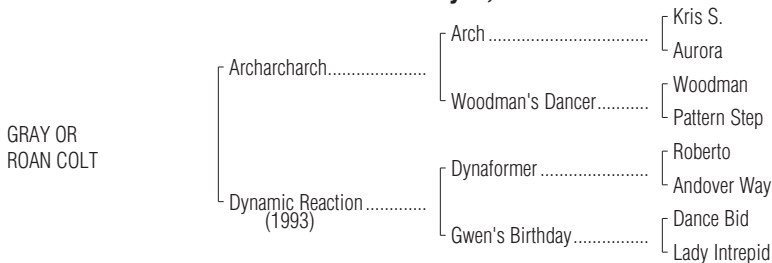 Kris S.
Arch ....................................
Aurora
Archarcharch......................
Woodman
Woodman's Dancer...........
Pattern Step
GRAY OR
ROAN COLT
Roberto
Dynaformer ........................
Andover Way
Dynamic Reaction .............
(1993)
Dance Bid
Gwen's Birthday.................
Lady Intrepid